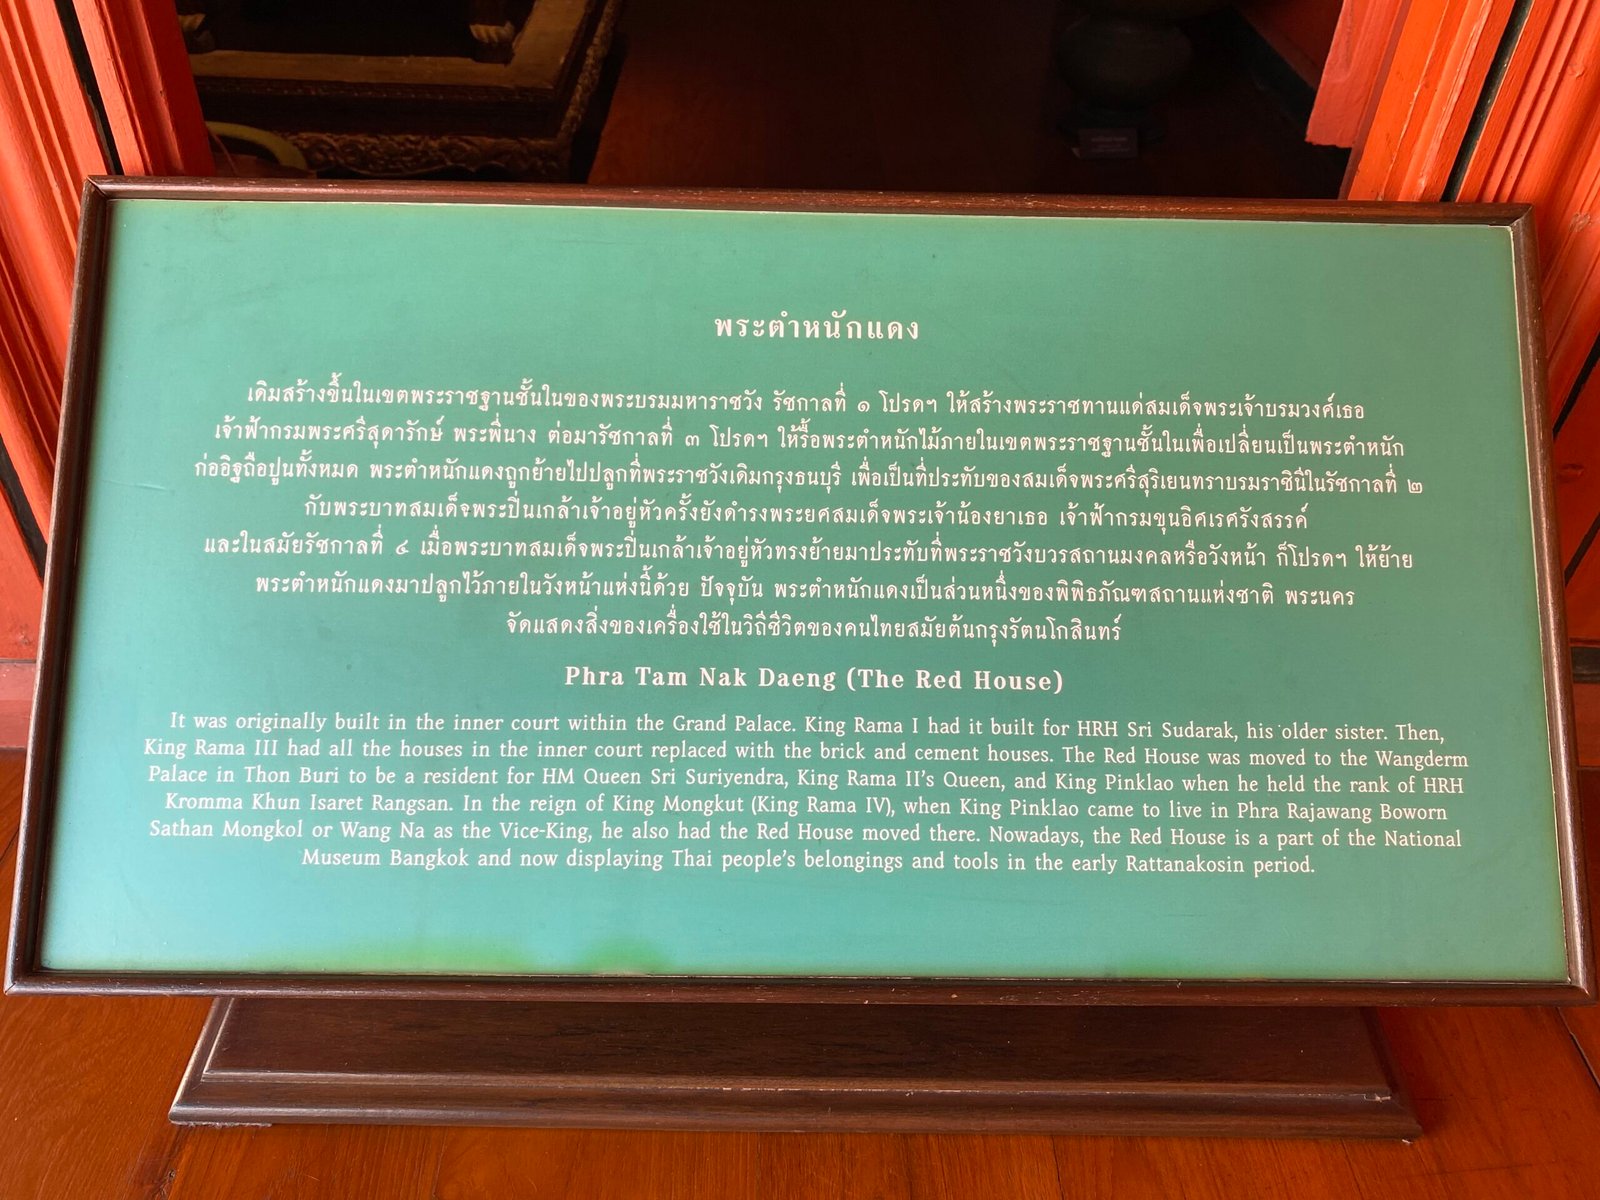 พระตำหนักแดง
เดิมสร้างขึ้นในเขตพระราชฐานชั้นในของพระบรมมหาราชวัง รัชกาลที่ ๑ โปรดฯ ให้สร้างพระราชทานแด่สมเด็จพระเจ้าบรมวงศ์เธอ
เจ้าฟ้ากรมพระศรีสุดารักษ์ พระพี่นาง ต่อมารัชกาลที่ ๓ โปรดฯ ให้รื้อพระตำหนักไม้ภายในเขตพระราชฐานชั้นในเพื่อเปลี่ยนเป็นพระตำหนัก
ก่ออิฐถือปูนทั้งหมด พระตำหนักแดงถูกย้ายไปปลูกที่พระราชวังเดิมกรุงธนบุรี เพื่อเป็นที่ประทับของสมเด็จพระศรีสุริเยนทราบรมราชินีในรัชกาลที่ ๒
กับพระบาทสมเด็จพระปิ่นเกล้าเจ้าอยู่หัวครั้งยังดำรงพระยศสมเด็จพระเจ้าน้องยาเธอ เจ้าฟ้ากรมขุนอิศเรศรังสรรค์
และในสมัยรัชกาลที่ ๔ เมื่อพระบาทสมเด็จพระปิ่นเกล้าเจ้าอยู่หัวทรงย้ายมาประทับที่พระราชวังบวรสถานมงคลหรือวังหน้า ก็โปรดฯ ให้ย้าย
พระตำหนักแดงมาปลูกไว้ภายในวังหน้าแห่งนี้ด้วย ปัจจุบัน พระตำหนักแดงเป็นส่วนหนึ่งของพิพิธภัณฑสถานแห่งชาติ พระนคร
จัดแสดงสิ่งของเครื่องใช้ในวิถีชีวิตของคนไทยสมัยต้นกรุงรัตนโกสินทร์
Phra Tam Nak Daeng (The Red House)
It was originally built in the inner court within the Grand Palace. King Rama I had it built for HRH Sri Sudarak, his older sister. Then,
King Rama III had all the houses in the inner court replaced with the brick and cement houses. The Red House was moved to the Wangderm
Palace in Thon Buri to be a resident for HM Queen Sri Suriyendra, King Rama II's Queen, and King Pinklao when he held the rank of HRH
Kromma Khun Isaret Rangsan. In the reign of King Mongkut (King Rama IV), when King Pinklao came to live in Phra Rajawang Boworn
Sathan Mongkol or Wang Na as the Vice-King, he also had the Red House moved there. Nowadays, the Red House is a part of the National
Museum Bangkok and now displaying Thai people's belongings and tools in the early Rattanakosin period.